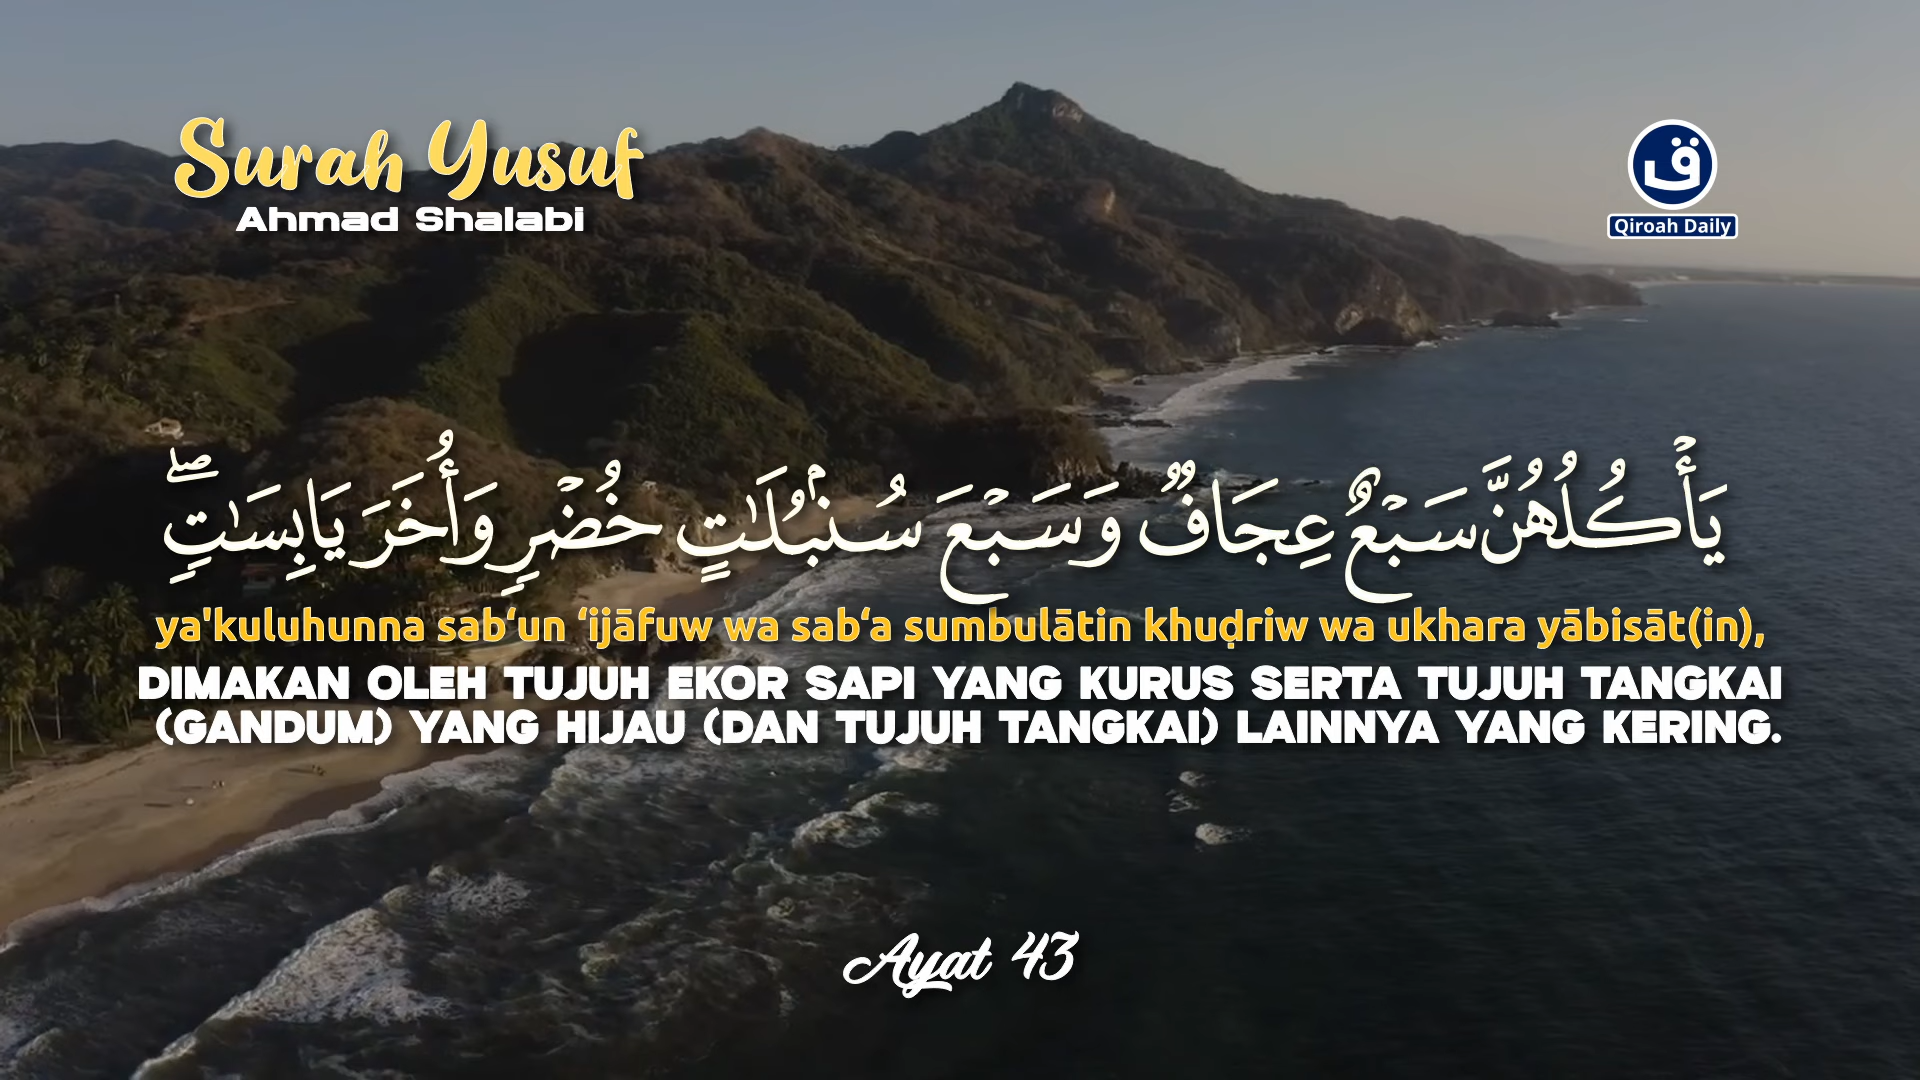 Surah Yusuf
Ahmad Shalabi
ق
Qiroah Daily
يَأْكُلُهُنَّ سَبْعٌ عِجَافٌ وَسَبْعَ سُنۢبُلَٰتٍ خُضْرٍ وَأُخَرَ يَابِسَٰتٍۖ
ya'kuluhunna sab‘un ‘ijāfuw wa sab‘a sumbulātin khuḍriw wa ukhara yābisāt(in),
DIMAKAN OLEH TUJUH EKOR SAPI YANG KURUS SERTA TUJUH TANGKAI
(GANDUM) YANG HIJAU (DAN TUJUH TANGKAI) LAINNYA YANG KERING.
Ayat 43